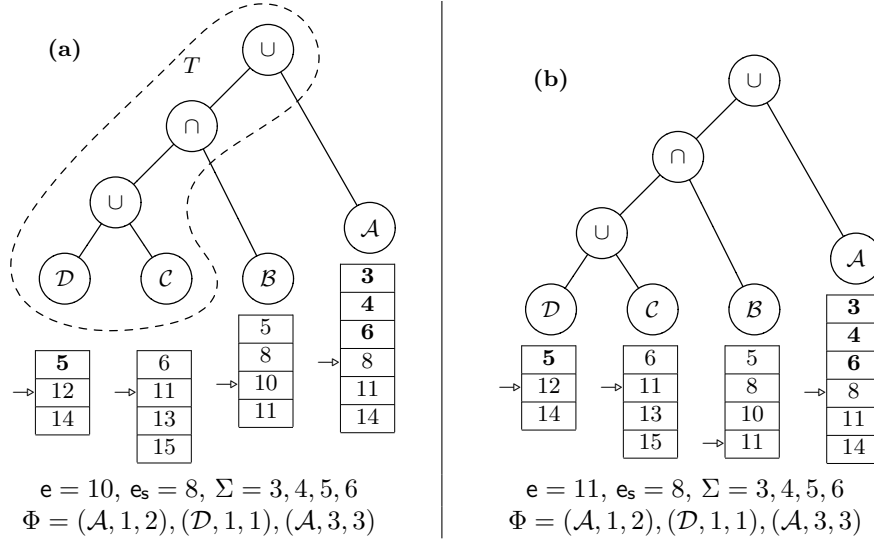 (a)
T
∪
∩
∪
𝒟
𝒞
ℬ
𝒜
5
12
14
6
11
13
15
5
8
10
11
3
4
6
8
11
14
e = 10, eₛ = 8, Σ = 3, 4, 5, 6
Φ = (𝒜, 1, 2), (𝒟, 1, 1), (𝒜, 3, 3)
(b)
∪
∩
∪
𝒟
𝒞
ℬ
𝒜
5
12
14
6
11
13
15
5
8
10
11
3
4
6
8
11
14
e = 11, eₛ = 8, Σ = 3, 4, 5, 6
Φ = (𝒜, 1, 2), (𝒟, 1, 1), (𝒜, 3, 3)